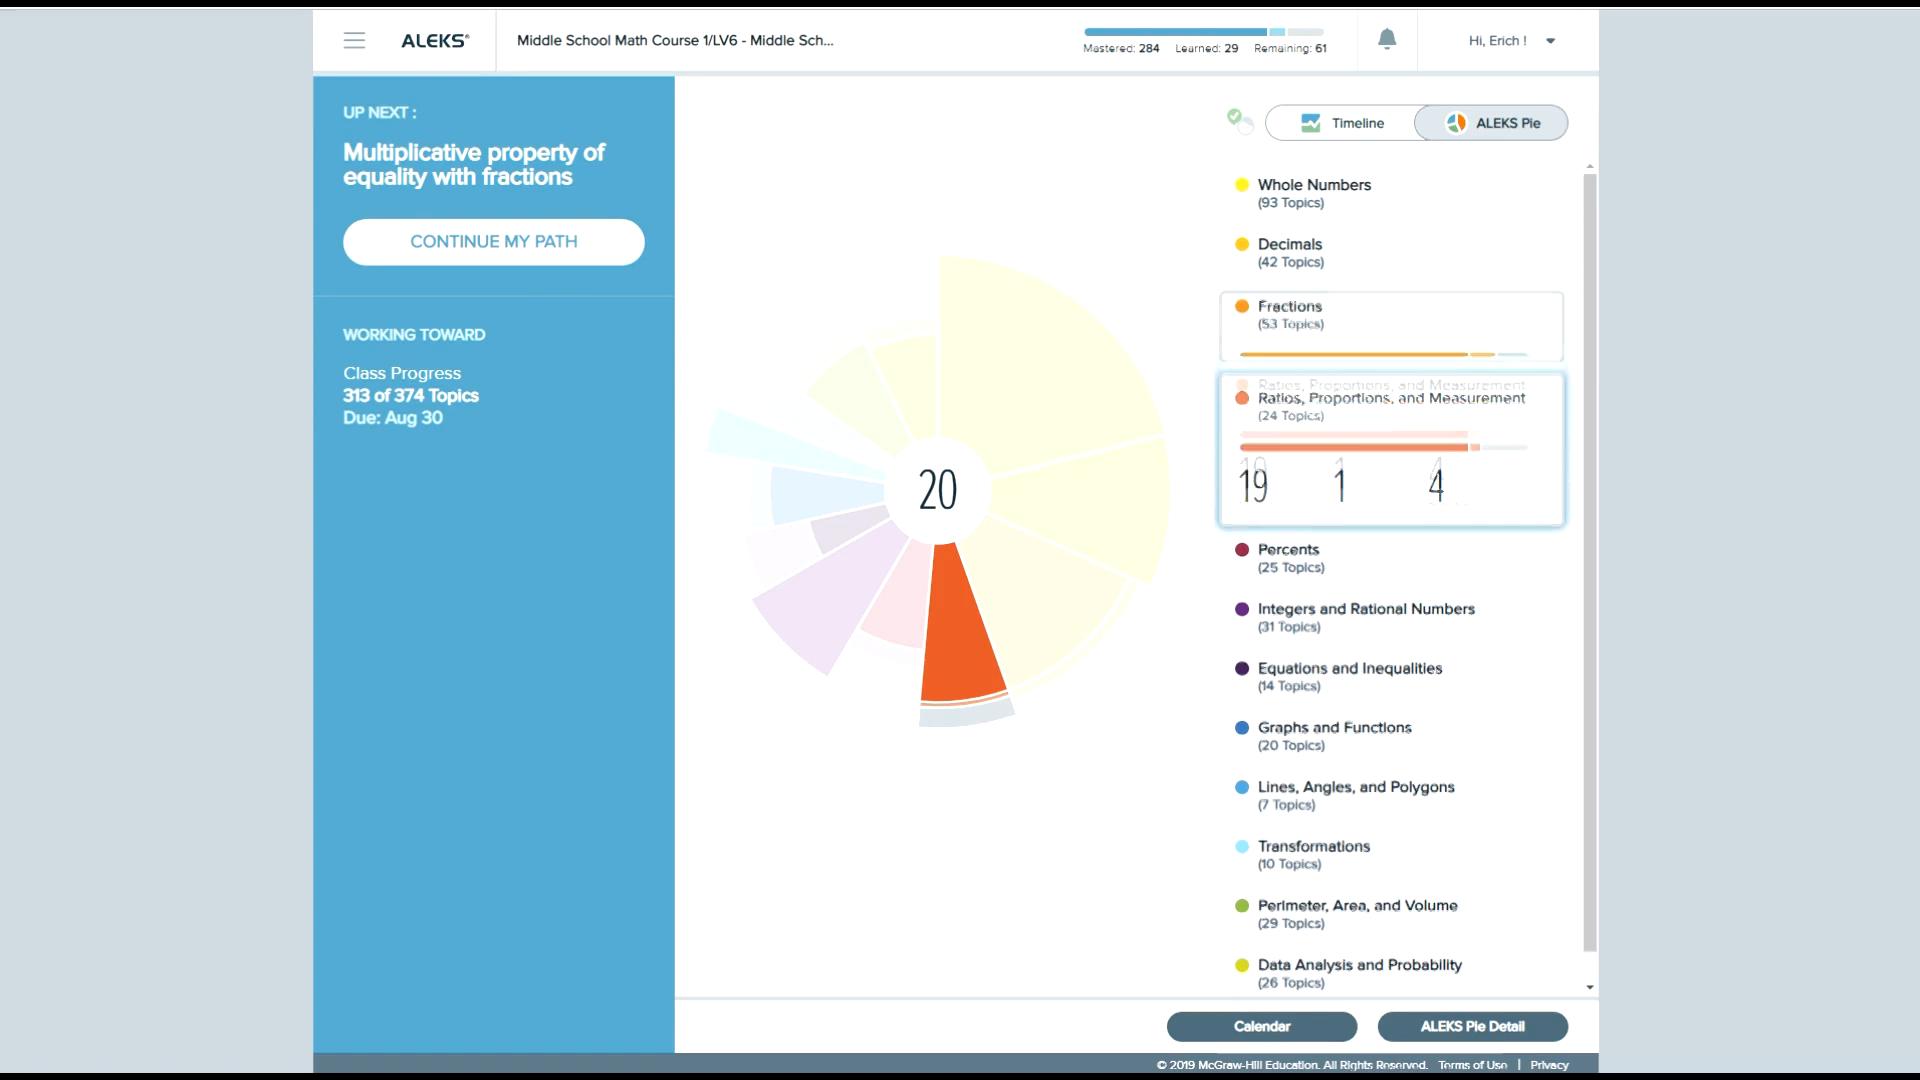 ALEKS®
Middle School Math Course 1/LV6 - Middle Sch...
Mastered: 284 Learned: 29 Remaining: 61
Hi, Erich !
UP NEXT :
Multiplicative property of
equality with fractions
CONTINUE MY PATH
WORKING TOWARD
Class Progress
313 of 374 Topics
Due: Aug 30
20
Timeline
ALEKS Pie
Whole Numbers
(93 Topics)
Decimals
(42 Topics)
Fractions
(53 Topics)
Ratios, Proportions, and Measurement
Ratios, Proportions, and Measurement
(24 Topics)
19 1 4
Percents
(25 Topics)
Integers and Rational Numbers
(31 Topics)
Equations and Inequalities
(14 Topics)
Graphs and Functions
(20 Topics)
Lines, Angles, and Polygons
(7 Topics)
Transformations
(10 Topics)
Perimeter, Area, and Volume
(29 Topics)
Data Analysis and Probability
(26 Topics)
Calendar
ALEKS Pie Detail
© 2019 McGraw-Hill Education. All Rights Reserved. Terms of Use | Privacy